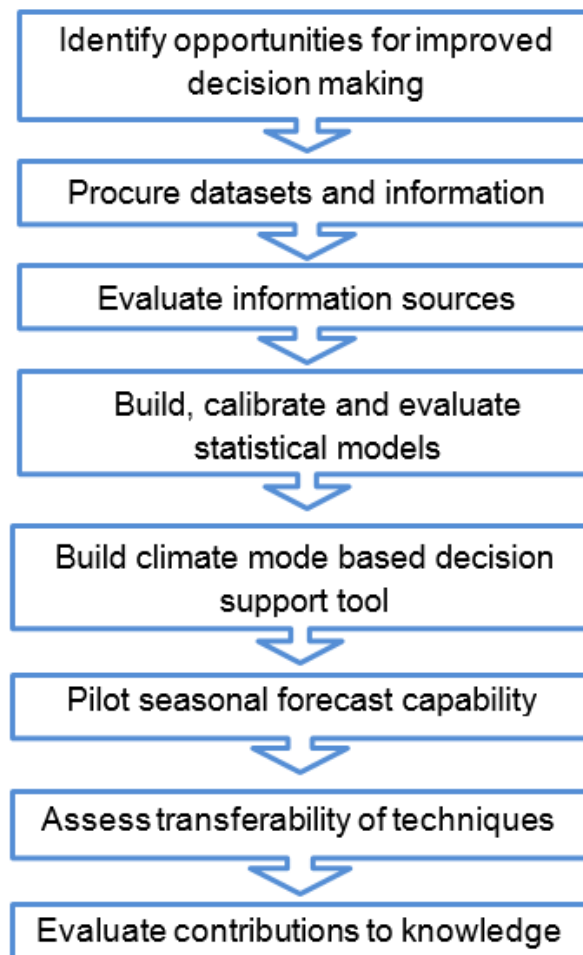 Identify opportunities for improved
decision making
Procure datasets and information
Evaluate information sources
Build, calibrate and evaluate
statistical models
Build climate mode based decision
support tool
Pilot seasonal forecast capability
Assess transferability of techniques
Evaluate contributions to knowledge